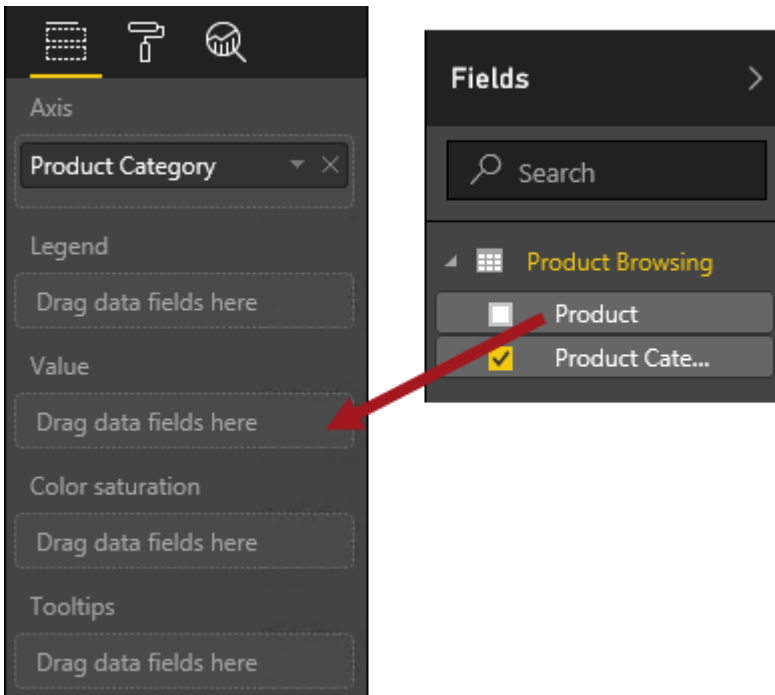 Axis
Product Category
Legend
Drag data fields here
Value
Drag data fields here
Color saturation
Drag data fields here
Tooltips
Drag data fields here
Fields
Search
Product Browsing
Product
Product Cate...